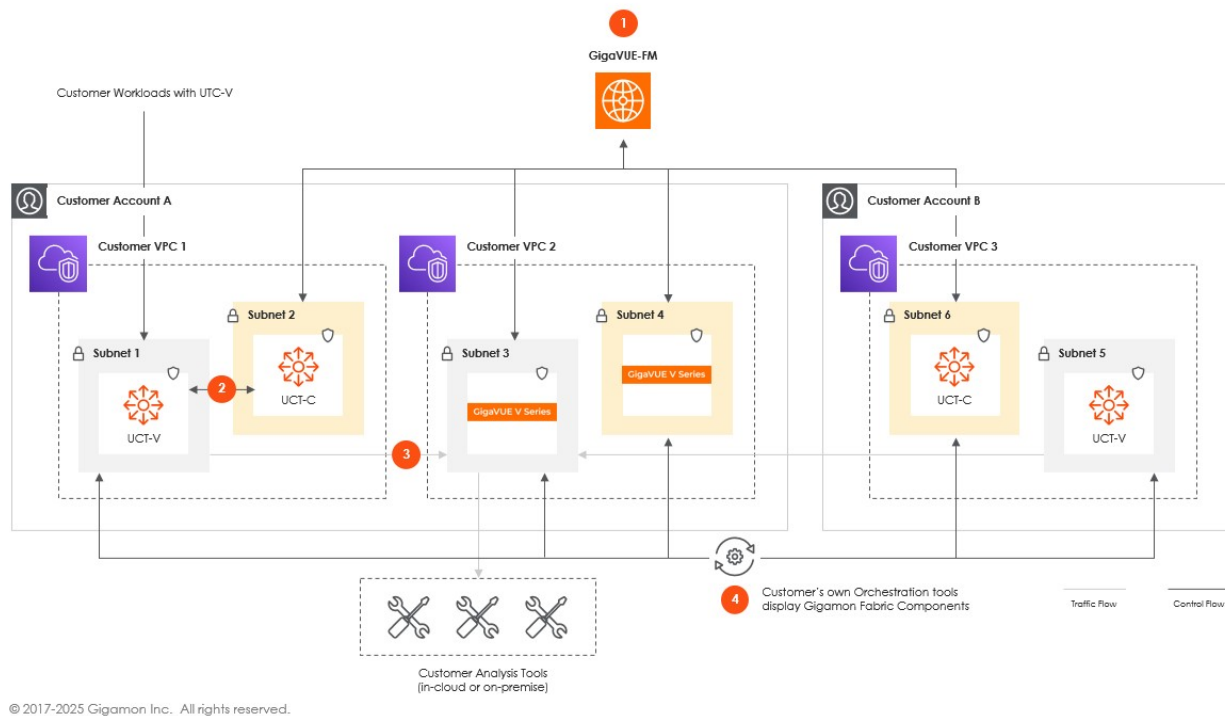 1
GigaVUE-FM
Customer Workloads with UTC-V
Customer Account A
Customer Account B
Customer VPC 1
Customer VPC 2
Customer VPC 3
Subnet 2
Subnet 4
Subnet 6
Subnet 1
Subnet 3
Subnet 5
GigaVUE V Series
2
UCT-C
UCT-C
GigaVUE V Series
UCT-V
UCT-V
3
4
Customer's own Orchestration tools
display Gigamon Fabric Components
Traffic Flow
Control Flow
Customer Analysis Tools
(in-cloud or on-premise)
© 2017-2025 Gigamon Inc. All rights reserved.